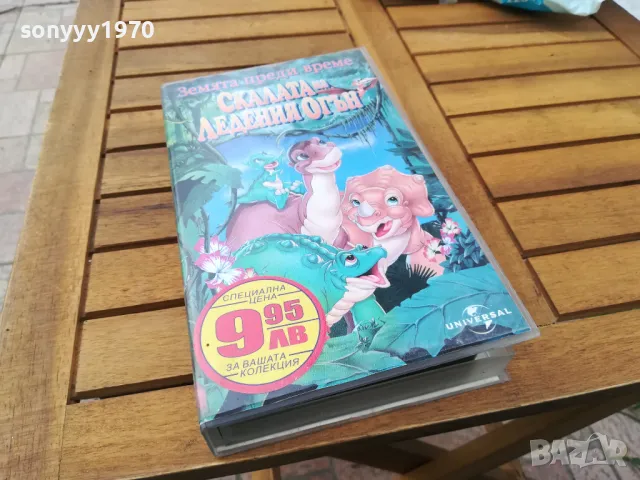 sonyyy1970
Земята преди време
СКАЛАТА НА
ЛЕДЕНИЯ ОГЪН
СПЕЦИАЛНА
ЦЕНА
9 95
ЛВ
ЗА ВАШАТА
КОЛЕКЦИЯ
UNIVERSAL
BAZAR